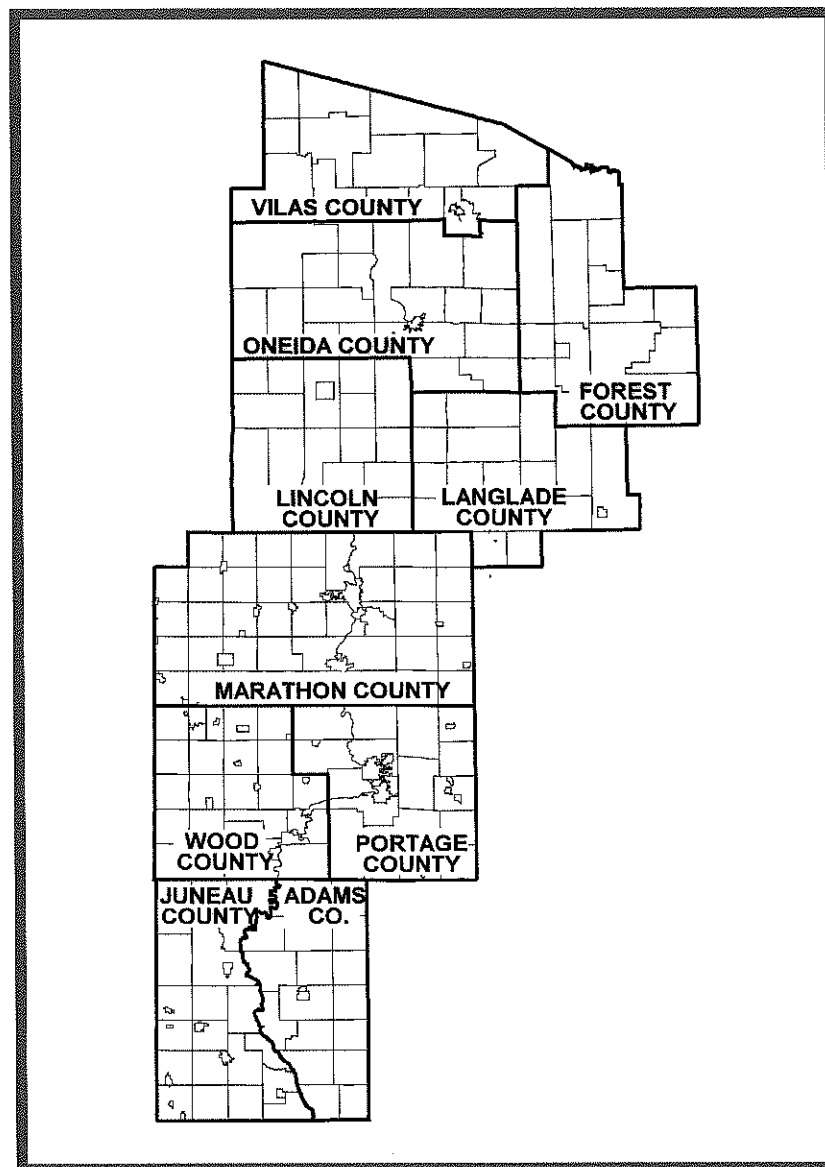 VILAS COUNTY
ONEIDA COUNTY
FOREST
COUNTY
LINCOLN
COUNTY
LANGLADE
COUNTY
MARATHON COUNTY
WOOD
COUNTY
PORTAGE
COUNTY
JUNEAU
COUNTY
ADAMS
CO.